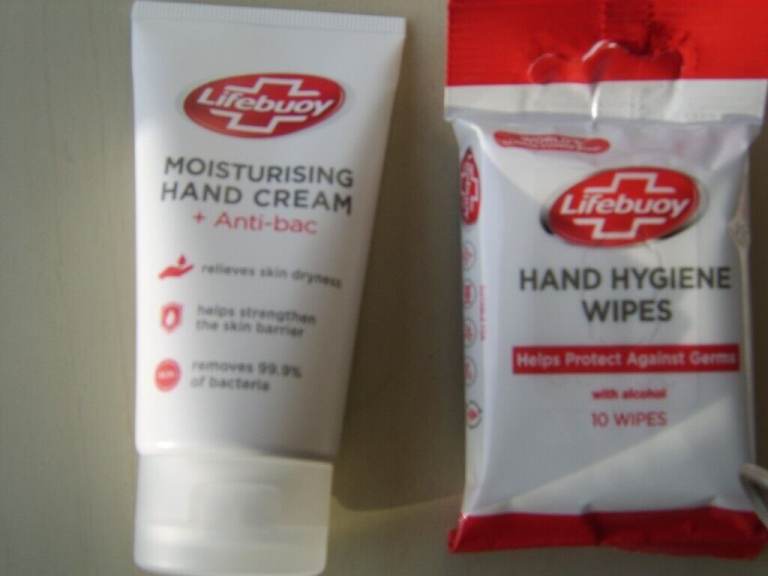 Lifebuoy
MOISTURISING
HAND CREAM
+ Anti-bac
relieves skin dryness
helps strengthen
the skin barrier
removes 99.9%
of bacteria
Lifebuoy
HAND HYGIENE
WIPES
Helps Protect Against Germs
with alcohol
10 WIPES